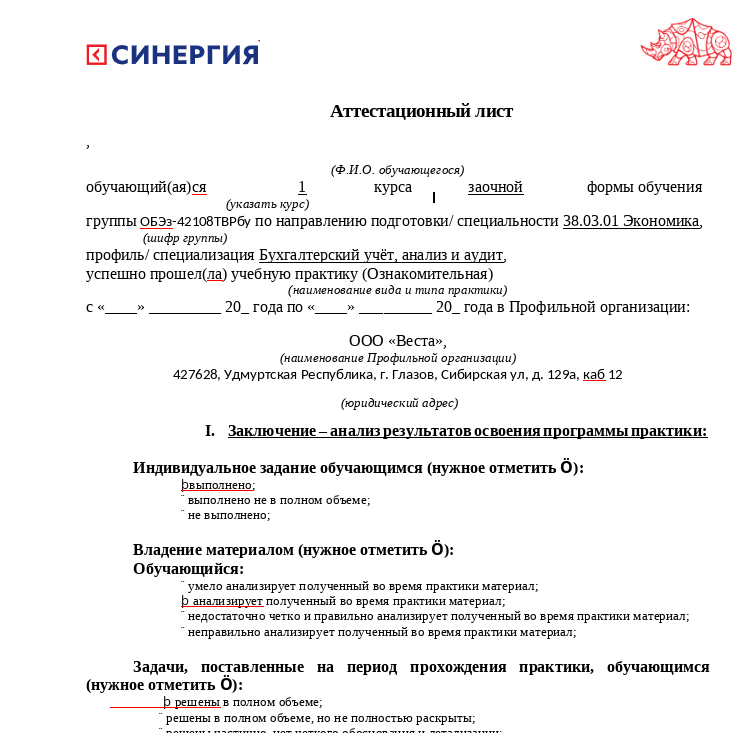 СИНЕРГИЯ
Аттестационный лист
,
(Ф.И.О. обучающегося)
обучающий(ая)ся 1 курса заочной формы обучения
(указать курс)
группы ОБЭз-42108ТВРбу по направлению подготовки/ специальности 38.03.01 Экономика,
(шифр группы)
профиль/ специализация Бухгалтерский учёт, анализ и аудит,
успешно прошел(ла) учебную практику (Ознакомительная)
(наименование вида и типа практики)
с «____» _________ 20_ года по «____» _________ 20_ года в Профильной организации:
ООО «Веста»,
(наименование Профильной организации)
427628, Удмуртская Республика, г. Глазов, Сибирская ул, д. 129а, каб 12
(юридический адрес)
I. Заключение – анализ результатов освоения программы практики:
Индивидуальное задание обучающимся (нужное отметить Ö):
þвыполнено;
¨ выполнено не в полном объеме;
¨ не выполнено;
Владение материалом (нужное отметить Ö):
Обучающийся:
¨ умело анализирует полученный во время практики материал;
þ анализирует полученный во время практики материал;
¨ недостаточно четко и правильно анализирует полученный во время практики материал;
¨ неправильно анализирует полученный во время практики материал;
Задачи, поставленные на период прохождения практики, обучающимся
(нужное отметить Ö):
þ решены в полном объеме;
¨ решены в полном объеме, но не полностью раскрыты;
¨ решены частично, нет четкого обоснования и детализации;